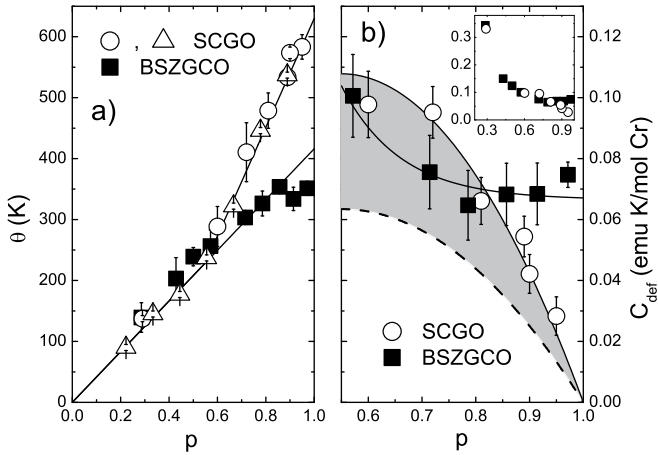 , SCGO
BSZGCO
a)
600
500
400
300
200
100
0
θ (K)
0.0 0.2 0.4 0.6 0.8 1.0
p
b)
0.3
0.2
0.1
0.0
0.3 0.6 0.9
SCGO
BSZGCO
0.12
0.10
0.08
0.06
0.04
0.02
0.00
C_def (emu K/mol Cr)
0.6 0.7 0.8 0.9 1.0
p